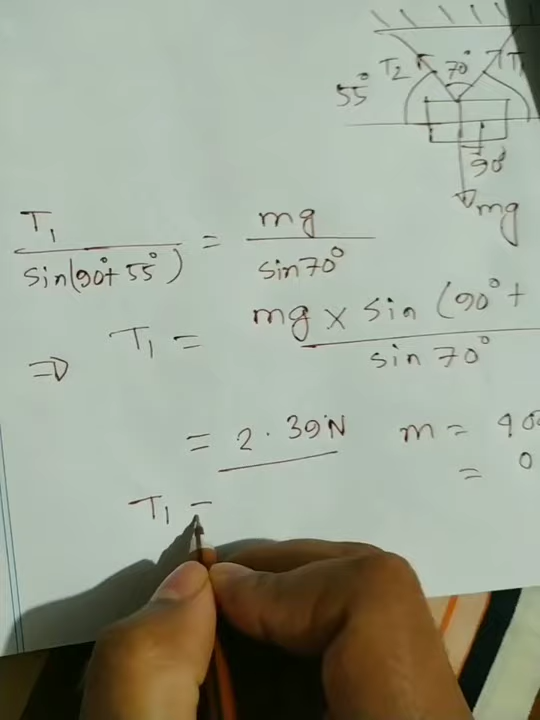 T2 70° T1
55°
90°
mg
T1 / sin(90°+55°) = mg / sin70°
⇒ T1 = mg × sin (90°+ / sin 70°
= 2.39N m =
= 0
T1 =